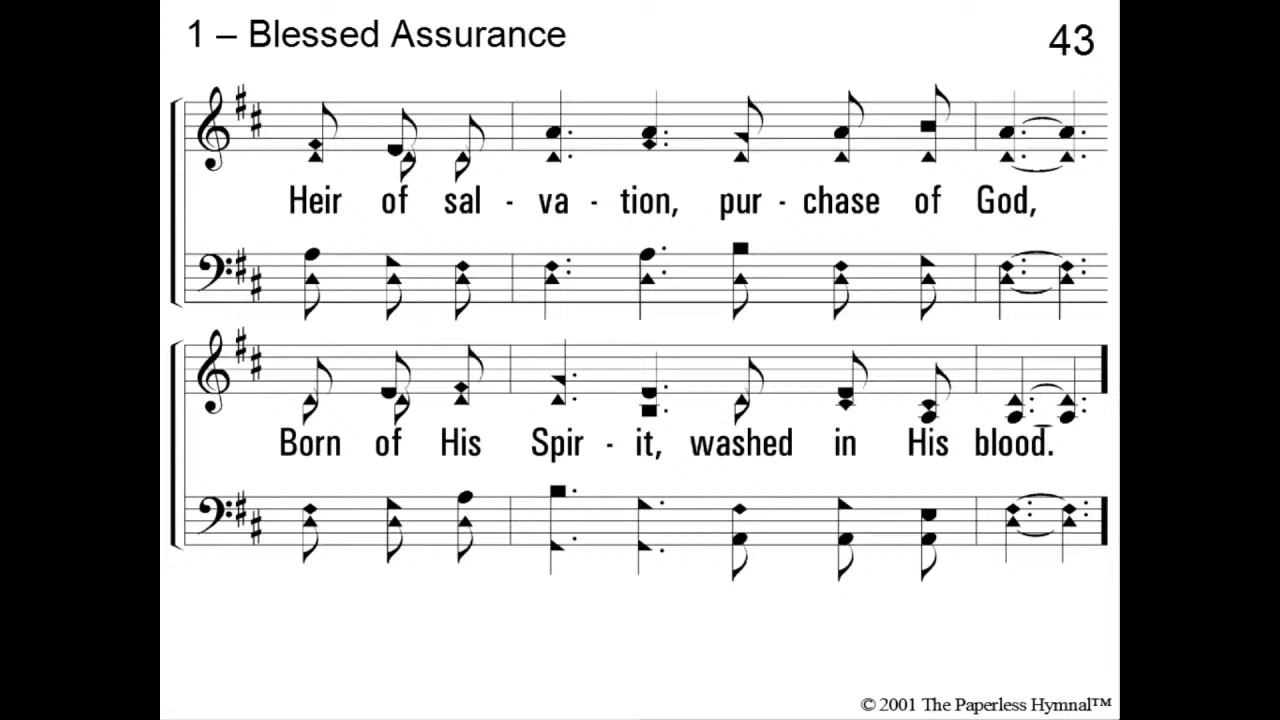 1 – Blessed Assurance
43
Heir of sal - va - tion, pur - chase of God,
Born of His Spir - it, washed in His blood.
© 2001 The Paperless Hymnal™